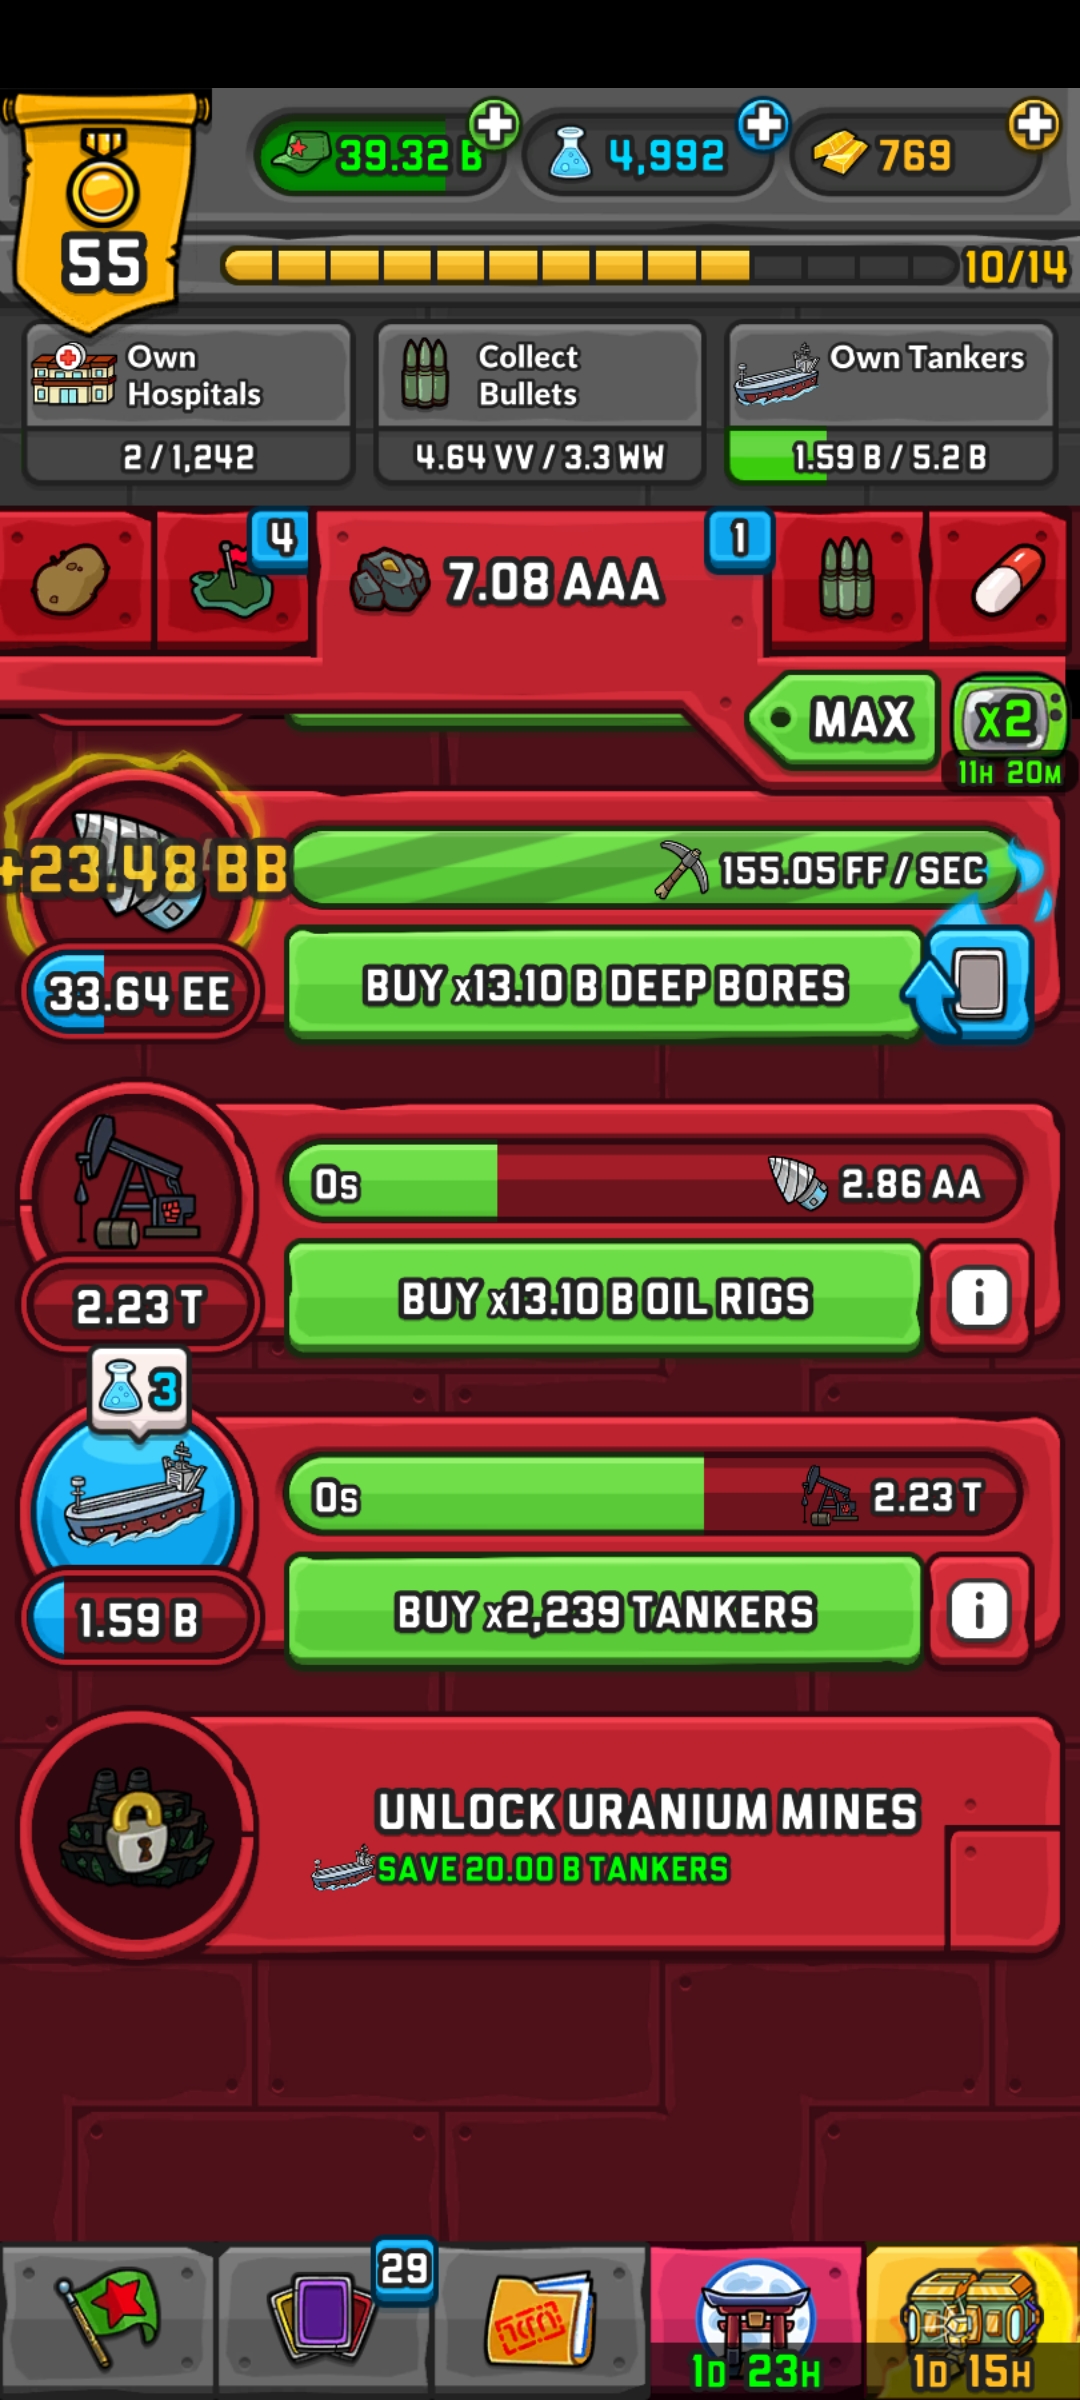 39.32 B
4,992
769
55
10/14
Own
Hospitals
2 / 1,242
Collect
Bullets
4.64 VV / 3.3 WW
Own Tankers
1.59 B / 5.2 B
4
7.08 AAA
1
MAX
x2
11H 20M
+23.48 BB
155.05 FF / SEC
33.64 EE
BUY x13.10 B DEEP BORES
0s
2.86 AA
2.23 T
BUY x13.10 B OIL RIGS
i
3
0s
2.23 T
1.59 B
BUY x2,239 TANKERS
i
UNLOCK URANIUM MINES
SAVE 20.00 B TANKERS
29
1D 23H
1D 15H